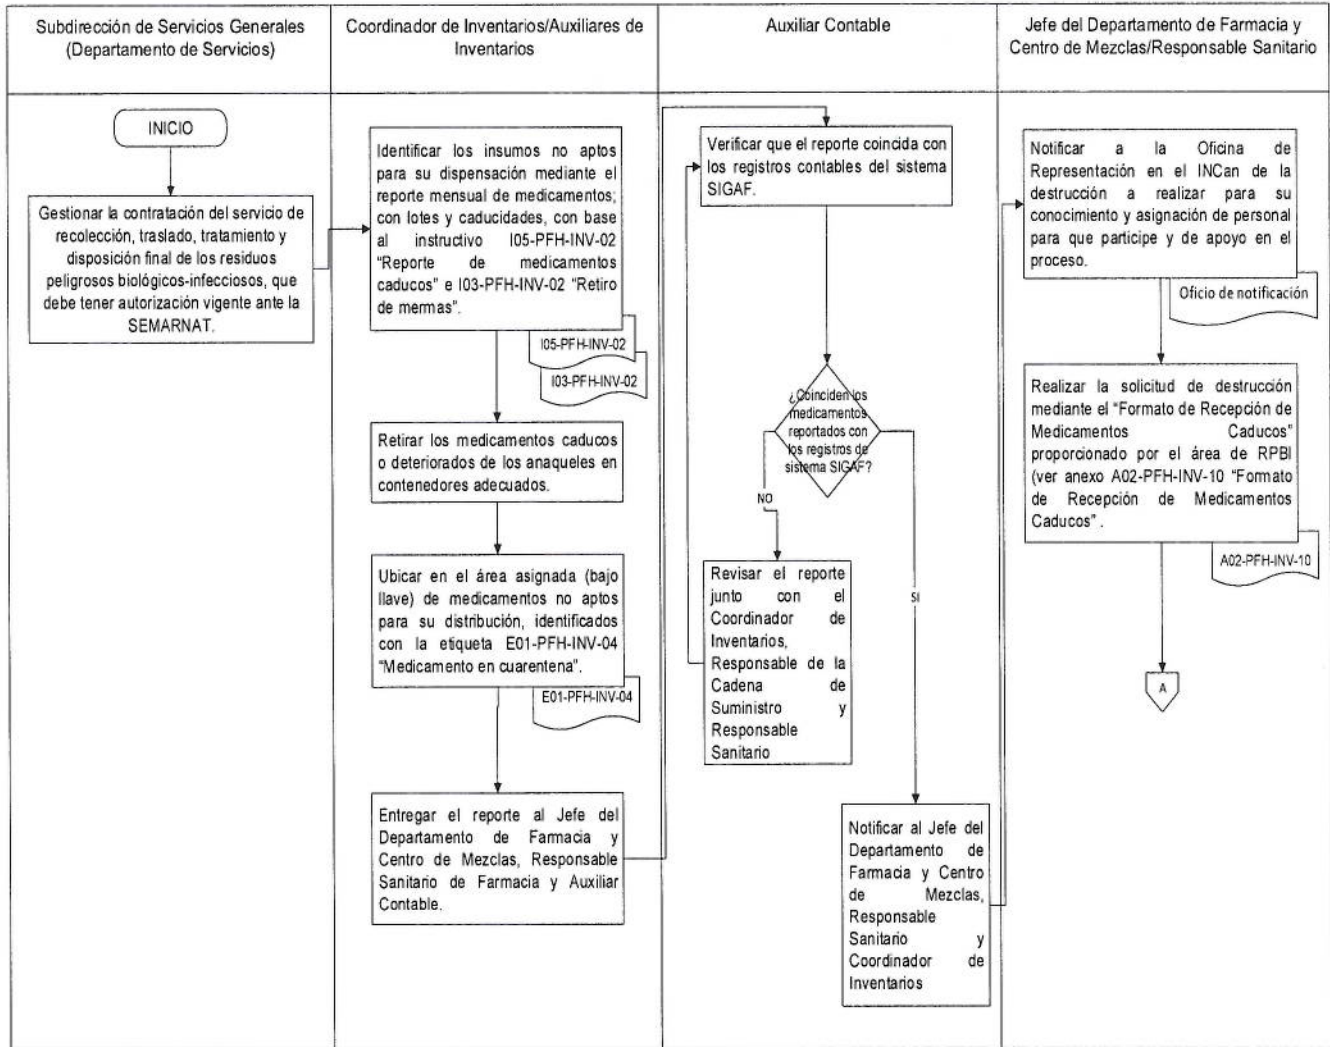 Subdirección de Servicios Generales
(Departamento de Servicios)
Coordinador de Inventarios/Auxiliares de
Inventarios
Auxiliar Contable
Jefe del Departamento de Farmacia y
Centro de Mezclas/Responsable Sanitario
INICIO
Gestionar la contratación del servicio de
recolección, traslado, tratamiento y
disposición final de los residuos
peligrosos biológicos-infecciosos, que
debe tener autorización vigente ante la
SEMARNAT.
Identificar los insumos no aptos
para su dispensación mediante el
reporte mensual de medicamentos;
con lotes y caducidades, con base
al instructivo I05-PFH-INV-02
"Reporte de medicamentos
caducos" e I03-PFH-INV-02 "Retiro
de mermas".
I05-PFH-INV-02
I03-PFH-INV-02
Retirar los medicamentos caducos
o deteriorados de los anaqueles en
contenedores adecuados.
Ubicar en el área asignada (bajo
llave) de medicamentos no aptos
para su distribución, identificados
con la etiqueta E01-PFH-INV-04
"Medicamento en cuarentena".
E01-PFH-INV-04
Entregar el reporte al Jefe del
Departamento de Farmacia y
Centro de Mezclas, Responsable
Sanitario de Farmacia y Auxiliar
Contable.
Verificar que el reporte coincida con
los registros contables del sistema
SIGAF.
¿Coinciden los
medicamentos
reportados con
los registros de
sistema SIGAF?
NO
SI
Revisar el reporte
junto con el
Coordinador de
Inventarios,
Responsable de la
Cadena de
Suministro y
Responsable
Sanitario
Notificar al Jefe del
Departamento de
Farmacia y Centro
de Mezclas,
Responsable
Sanitario y
Coordinador de
Inventarios
Notificar a la Oficina de
Representación en el INCan de la
destrucción a realizar para su
conocimiento y asignación de personal
para que participe y de apoyo en el
proceso.
Oficio de notificación
Realizar la solicitud de destrucción
mediante el "Formato de Recepción de
Medicamentos Caducos"
proporcionado por el área de RPBI
(ver anexo A02-PFH-INV-10 "Formato
de Recepción de Medicamentos
Caducos" .
A02-PFH-INV-10
A